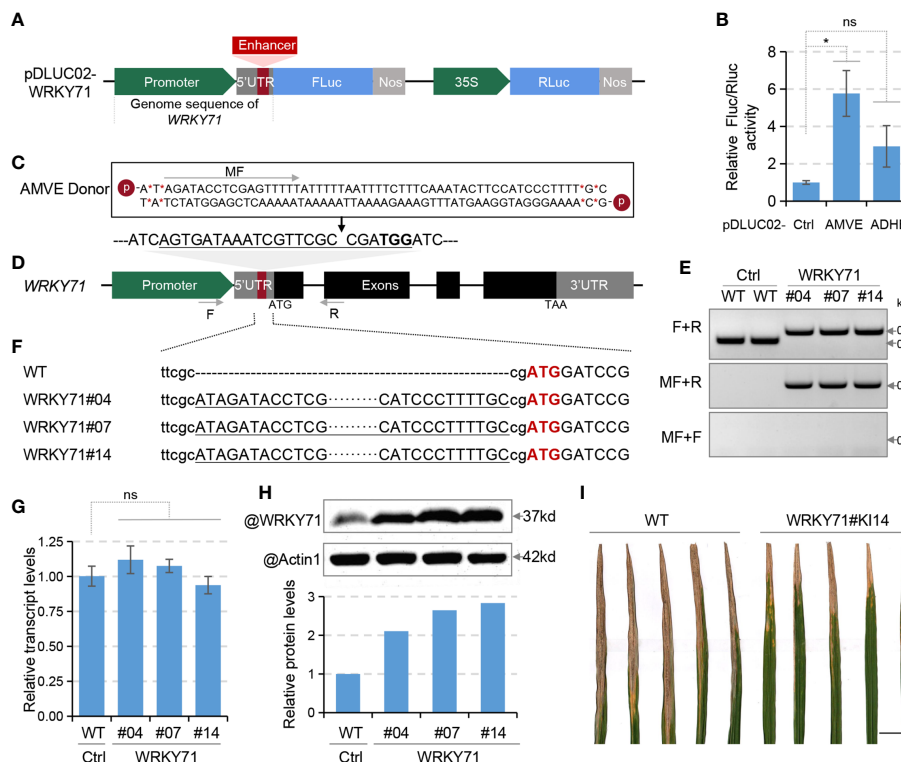 A
Enhancer
pDLUC02-
WRKY71
Promoter 5'UTR FLuc Nos 35S RLuc Nos
Genome sequence of
WRKY71
B
ns
*
Relative Fluc/Rluc
activity
8
6
4
2
0
pDLUC02- Ctrl AMVE ADHE
C
MF
AMVE Donor
p -A*T*AGATACCTCGAGTTTTTATTTTTAATTTTCTTTCAAATACTTCCATCCCTTTT*G*C
T*A*TCTATGGAGCTCAAAAATAAAAATTAAAAGAAAGTTTATGAAGGTAGGGAAAA*C*G- p
---ATCAGTGATAAATCGTTCGC CGATGGATC---
D
WRKY71 Promoter 5'UTR Exons 3'UTR
ATG TAA
F R
E
Ctrl WRKY71
WT WT #04 #07 #14
F+R
MF+R
MF+F
F
WT ttcgc------------------------------------------cgATGGATCCG
WRKY71#04 ttcgcATAGATACCTCG········CATCCCTTTTGCcgATGGATCCG
WRKY71#07 ttcgcATAGATACCTCG········CATCCCTTTTGCcgATGGATCCG
WRKY71#14 ttcgcATAGATACCTCG········CATCCCTTTTGCcgATGGATCCG
G
ns
Relative transcript levels
1.25
1.00
0.75
0.50
0.25
0.00
WT #04 #07 #14
Ctrl WRKY71
H
@WRKY71 37kd
@Actin1 42kd
Relative protein levels
3
2
1
0
WT #04 #07 #14
Ctrl WRKY71
I
WT WRKY71#KI14